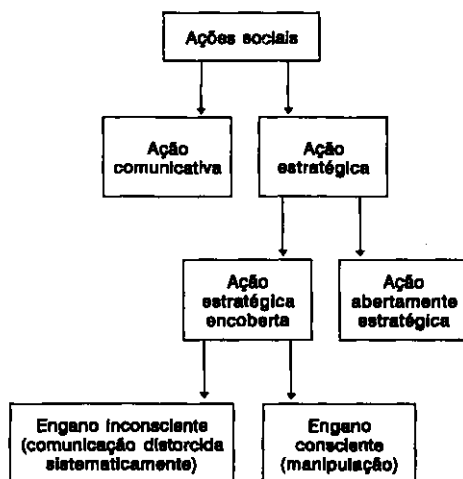 Ações sociais
Ação
comunicativa
Ação
estratégica
Ação
estratégica
encoberta
Ação
abertamente
estratégica
Engano inconsciente
(comunicação distorcida
sistematicamente)
Engano
consciente
(manipulação)